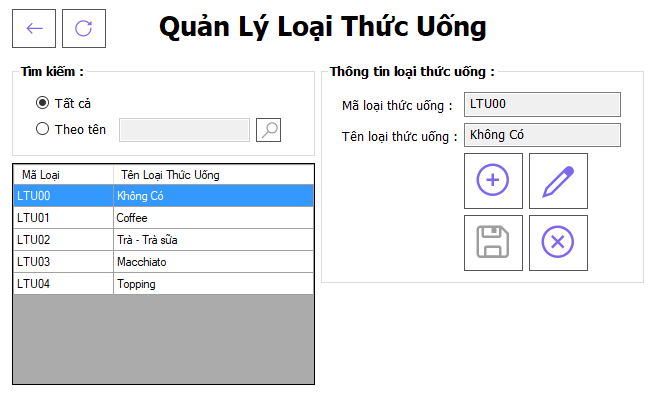 Quản Lý Loại Thức Uống
Tìm kiếm :
Tất cả
Theo tên
Mã Loại Tên Loại Thức Uống
LTU00 Không Có
LTU01 Coffee
LTU02 Trà - Trà sữa
LTU03 Macchiato
LTU04 Topping
Thông tin loại thức uống :
Mã loại thức uống : LTU00
Tên loại thức uống : Không Có